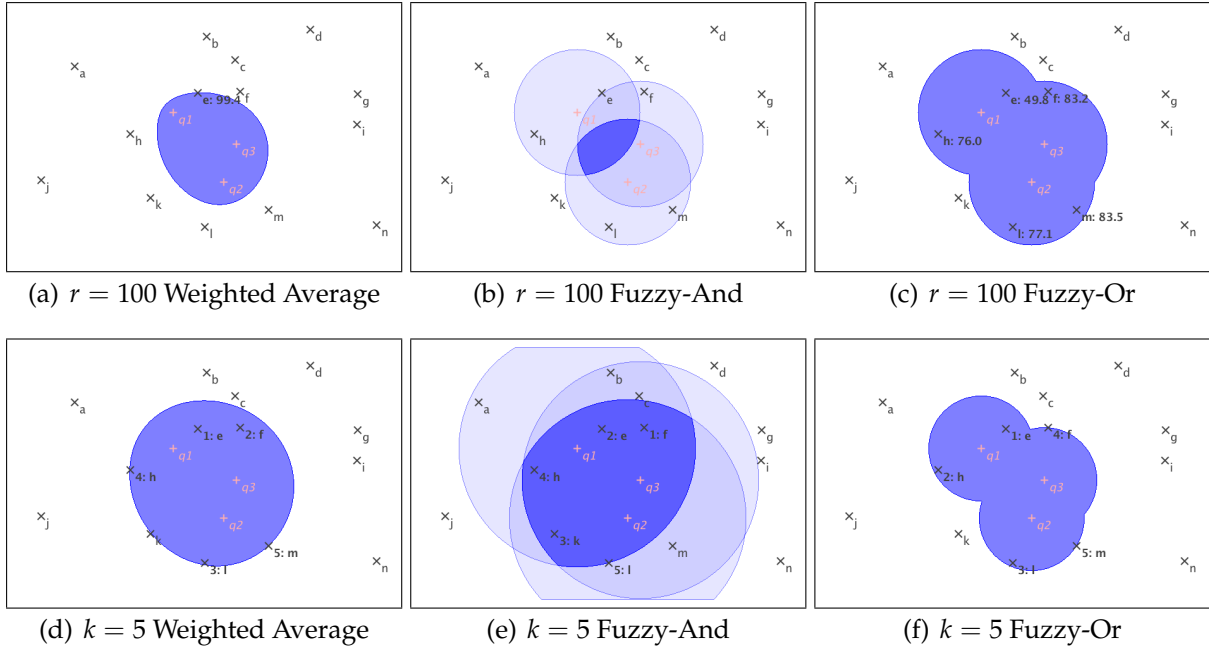 d
b
c
a
e: 99.4
f
g
q1
i
h
q3
j
q2
k
m
l
n
(a) r = 100 Weighted Average
d
b
c
a
e
f
g
q1
i
h
q3
j
q2
k
m
l
n
(b) r = 100 Fuzzy-And
d
b
c
a
e: 49.8
f: 83.2
g
q1
i
h: 76.0
q3
j
q2
k
m: 83.5
l: 77.1
n
(c) r = 100 Fuzzy-Or
d
b
c
a
1: e
2: f
g
q1
i
4: h
q3
j
q2
k
5: m
3: l
n
(d) k = 5 Weighted Average
d
b
c
a
2: e
1: f
g
q1
i
4: h
q3
j
q2
3: k
m
5: l
n
(e) k = 5 Fuzzy-And
d
b
c
a
1: e
4: f
g
q1
i
2: h
q3
j
q2
k
5: m
3: l
n
(f) k = 5 Fuzzy-Or